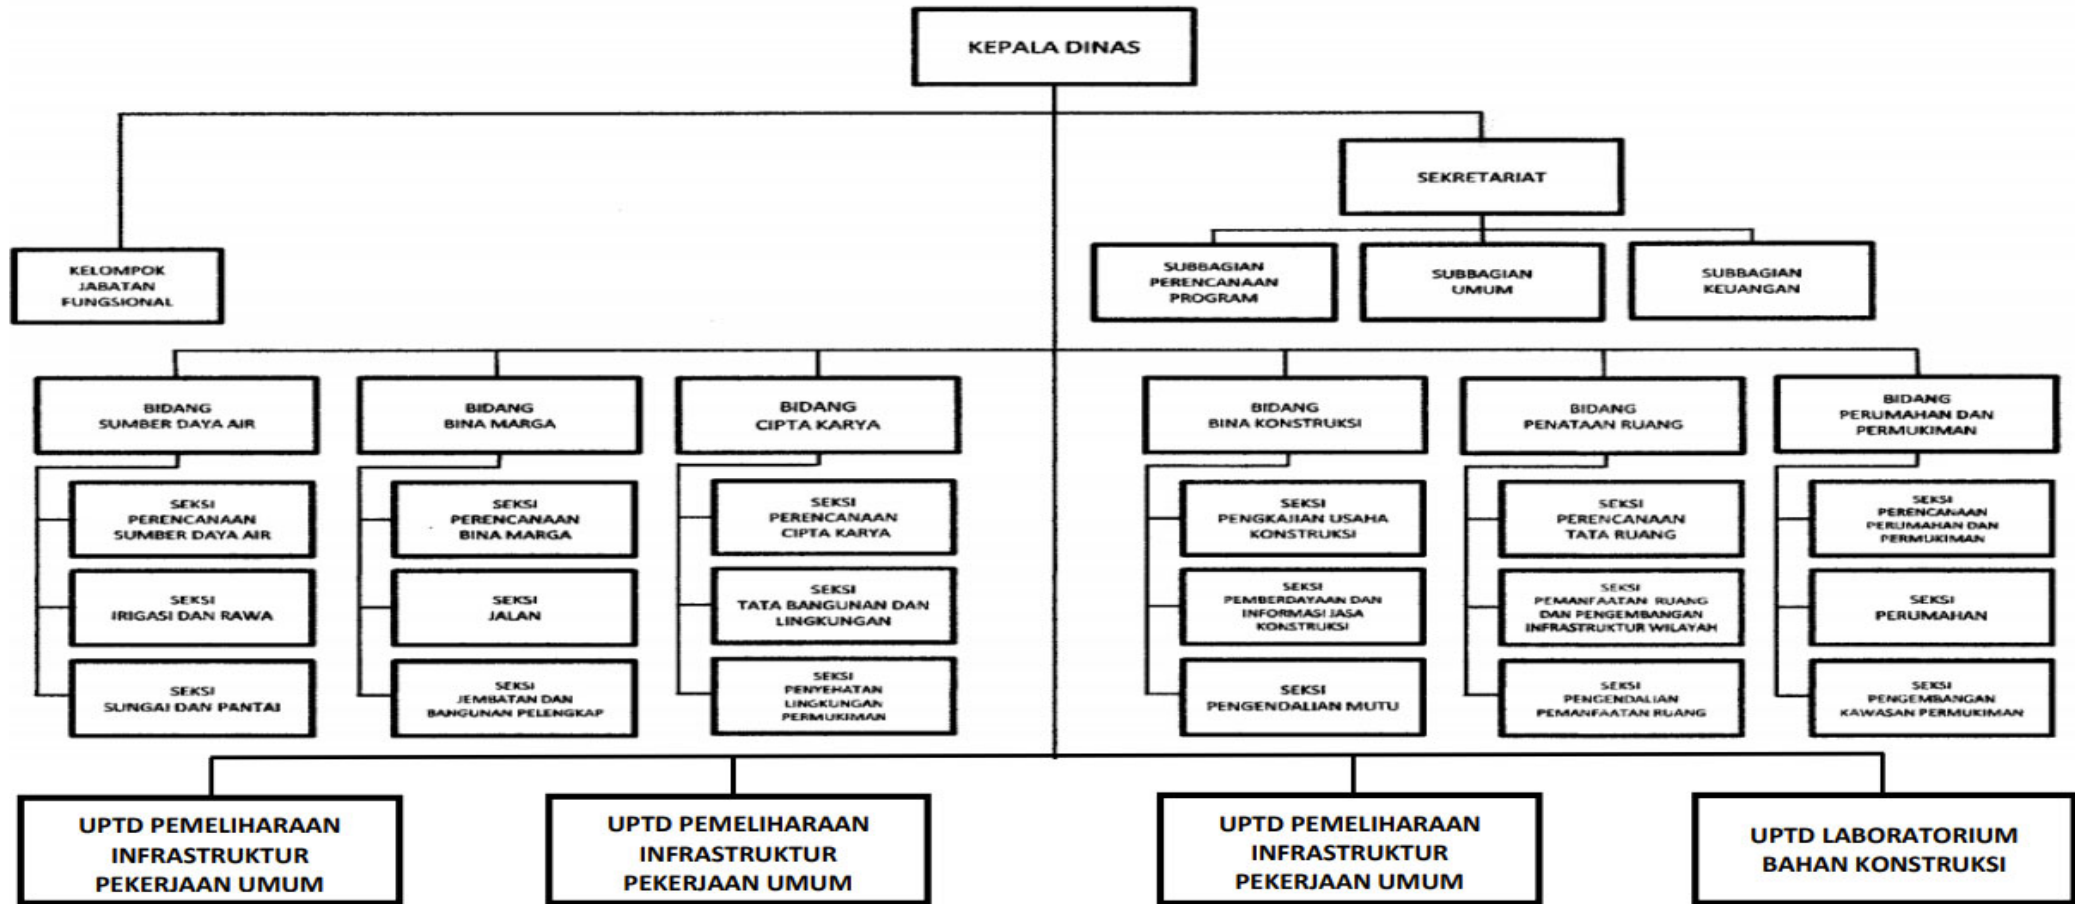 KEPALA DINAS
SEKRETARIAT
KELOMPOK
JABATAN
FUNGSIONAL
SUBBAGIAN
PERENCANAAN
PROGRAM
SUBBAGIAN
UMUM
SUBBAGIAN
KEUANGAN
BIDANG
SUMBER DAYA AIR
BIDANG
BINA MARGA
BIDANG
CIPTA KARYA
BIDANG
BINA KONSTRUKSI
BIDANG
PENATAAN RUANG
BIDANG
PERUMAHAN DAN
PERMUKIMAN
SEKSI
PERENCANAAN
SUMBER DAYA AIR
SEKSI
PERENCANAAN
BINA MARGA
SEKSI
PERENCANAAN
CIPTA KARYA
SEKSI
PENGKAJIAN USAHA
KONSTRUKSI
SEKSI
PERENCANAAN
TATA RUANG
SEKSI
PERENCANAAN
PERUMAHAN DAN
PERMUKIMAN
SEKSI
IRIGASI DAN RAWA
SEKSI
JALAN
SEKSI
TATA BANGUNAN DAN
LINGKUNGAN
SEKSI
PEMBERDAYAAN DAN
INFORMASI JASA
KONSTRUKSI
SEKSI
PEMANFAATAN RUANG
DAN PENGEMBANGAN
INFRASTRUKTUR WILAYAH
SEKSI
PERUMAHAN
SEKSI
SUNGAI DAN PANTAI
SEKSI
JEMBATAN DAN
BANGUNAN PELENGKAP
SEKSI
PENYEHATAN
LINGKUNGAN
PERMUKIMAN
SEKSI
PENGENDALIAN MUTU
SEKSI
PENGENDALIAN
PEMANFAATAN RUANG
SEKSI
PENGEMBANGAN
KAWASAN PERMUKIMAN
UPTD PEMELIHARAAN
INFRASTRUKTUR
PEKERJAAN UMUM
UPTD PEMELIHARAAN
INFRASTRUKTUR
PEKERJAAN UMUM
UPTD PEMELIHARAAN
INFRASTRUKTUR
PEKERJAAN UMUM
UPTD LABORATORIUM
BAHAN KONSTRUKSI